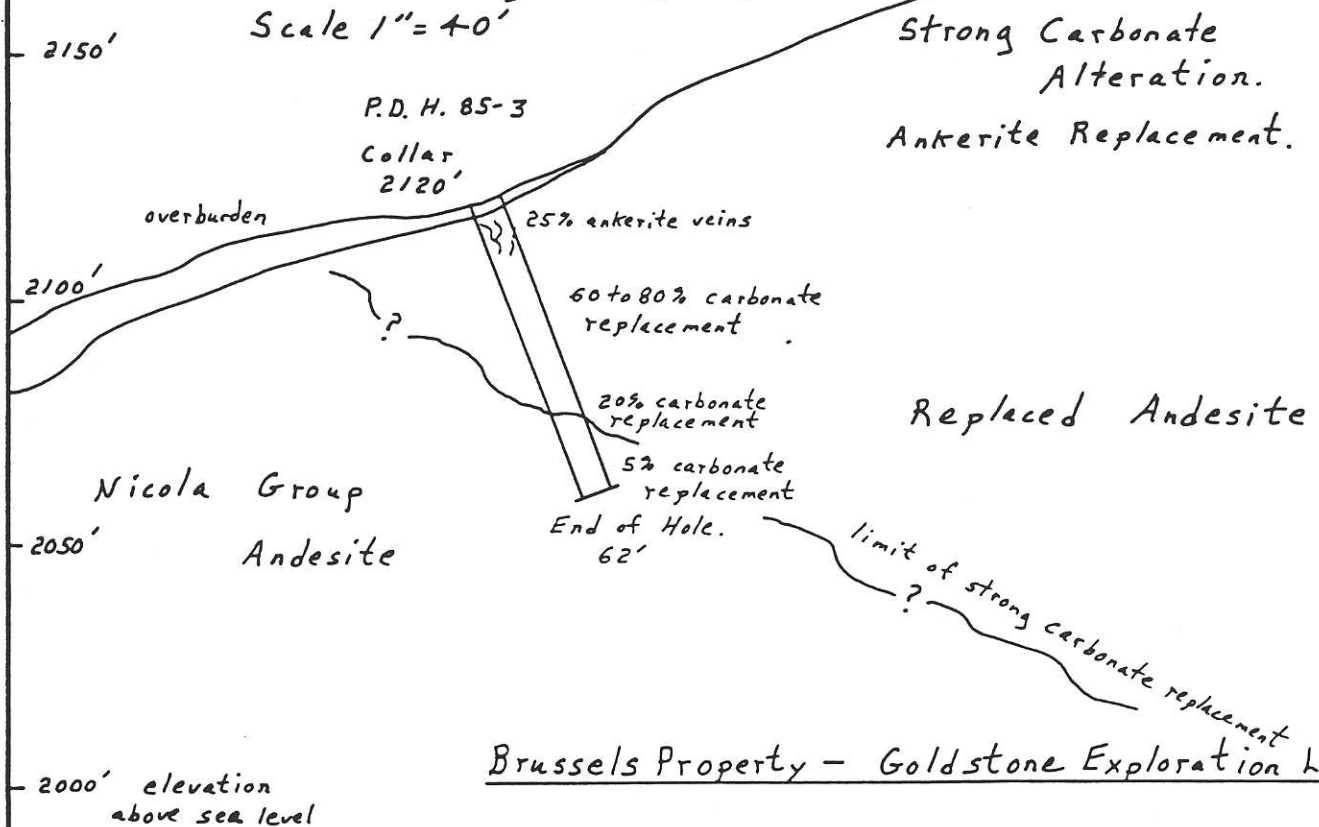 Scale 1"= 40'
2150'
Strong Carbonate
Alteration.
Ankerite Replacement.
P.D.H. 85-3
Collar
2120'
overburden
25% ankerite veins
2100'
60 to 80% carbonate
replacement
?
20% carbonate
replacement
Replaced Andesite
5% carbonate
replacement
Nicola Group
Andesite
End of Hole.
62'
2050'
limit of strong carbonate replacement
?
Brussels Property - Goldstone Exploration L
2000' elevation
above sea level